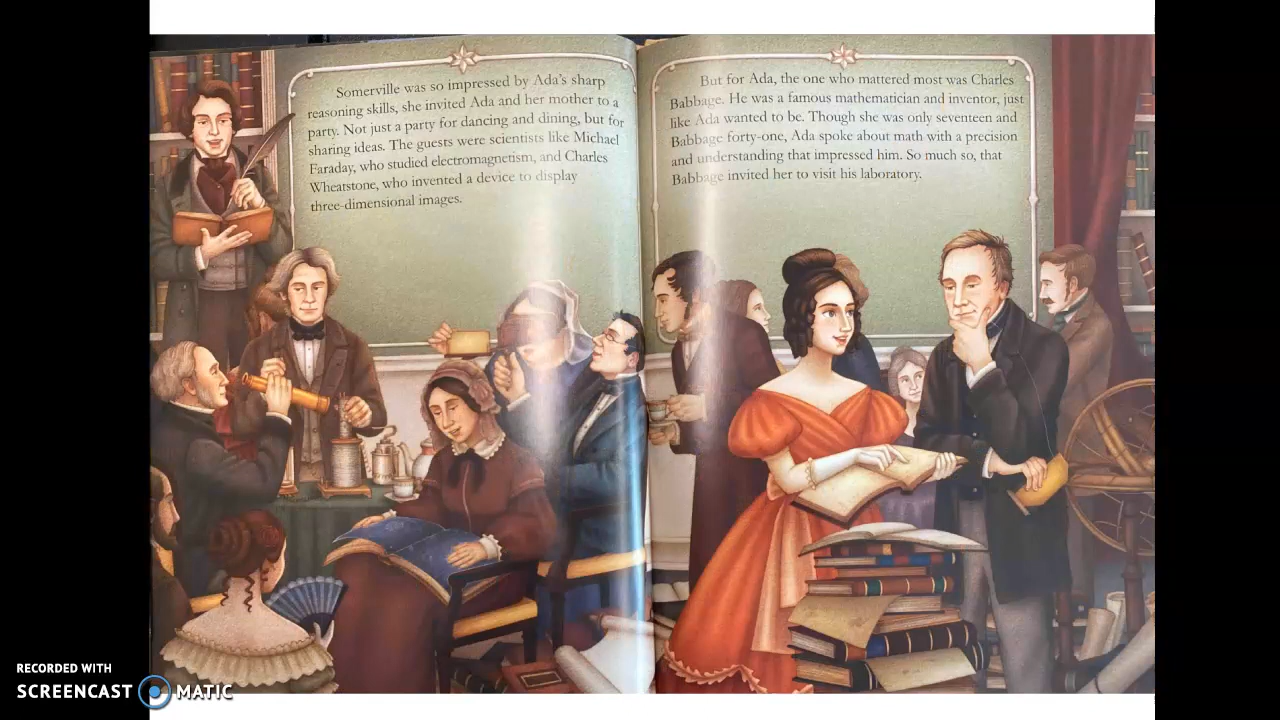 Somerville was so impressed by Ada's sharp
reasoning skills, she invited Ada and her mother to a
party. Not just a party for dancing and dining, but for
sharing ideas. The guests were scientists like Michael
Faraday, who studied electromagnetism, and Charles
Wheatstone, who invented a device to display
three-dimensional images.
But for Ada, the one who mattered most was Charles
Babbage. He was a famous mathematician and inventor, just
like Ada wanted to be. Though she was only seventeen and
Babbage forty-one, Ada spoke about math with a precision
and understanding that impressed him. So much so, that
Babbage invited her to visit his laboratory.
RECORDED WITH
SCREENCAST MATIC